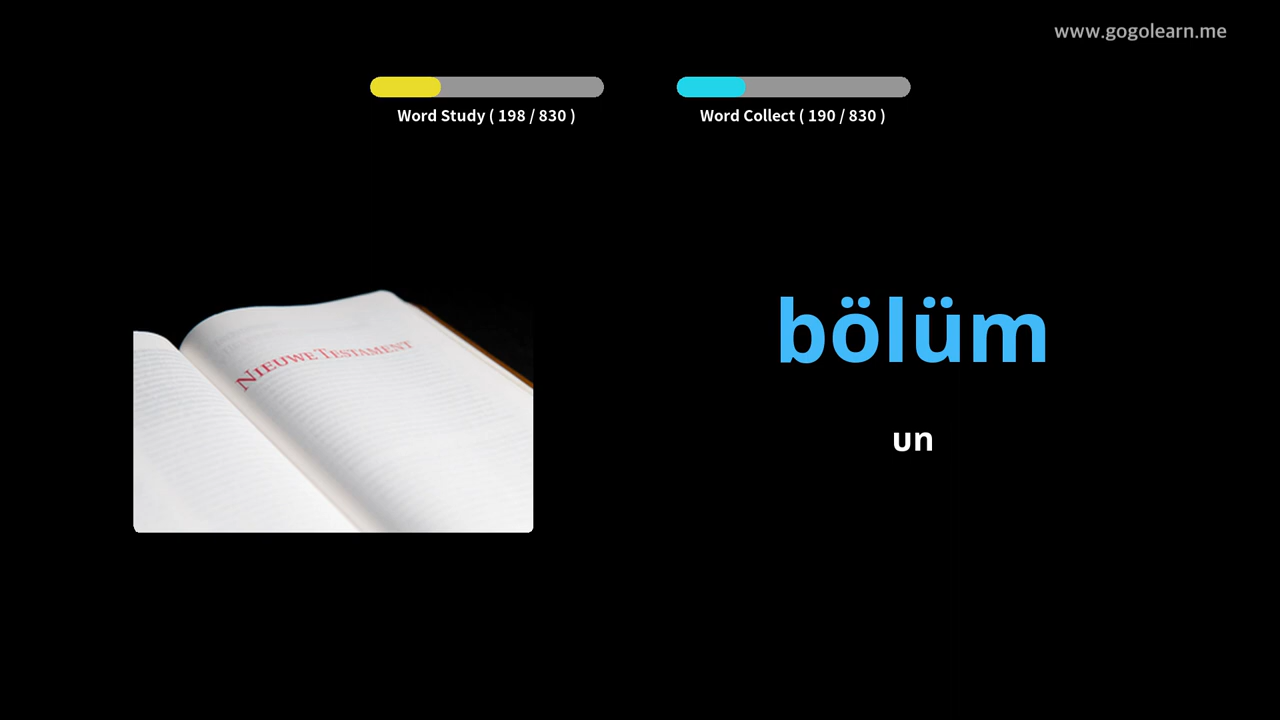 www.gogolearn.me
Word Study ( 198 / 830 )
Word Collect ( 190 / 830 )
NIEUWE TESTAMENT
bölüm
un